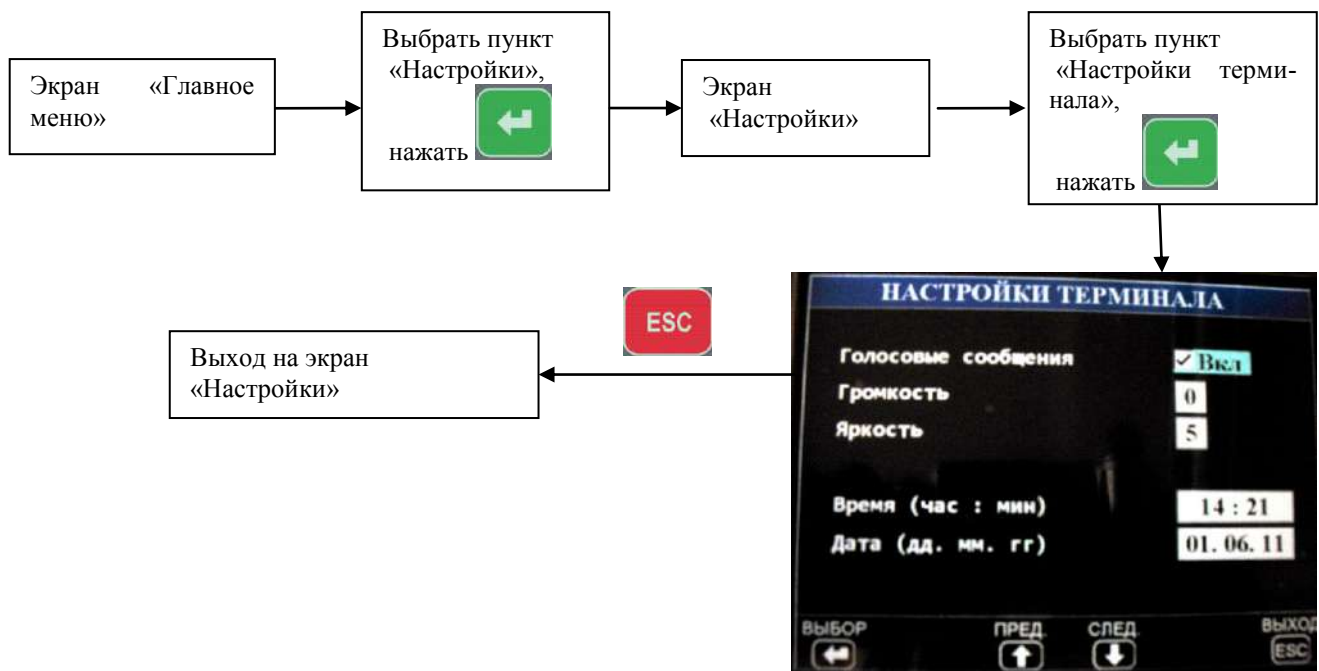 Экран «Главное
меню»
Выбрать пункт
«Настройки»,
нажать
Экран
«Настройки»
Выбрать пункт
«Настройки терми-
нала»,
нажать
ESC
Выход на экран
«Настройки»
НАСТРОЙКИ ТЕРМИНАЛА
Голосовые сообщения Вкл
Громкость 0
Яркость 5
Время (час : мин) 14 : 21
Дата (дд. мм. гг) 01. 06. 11
ВЫБОР ПРЕД. СЛЕД. ВЫХОД
ESC